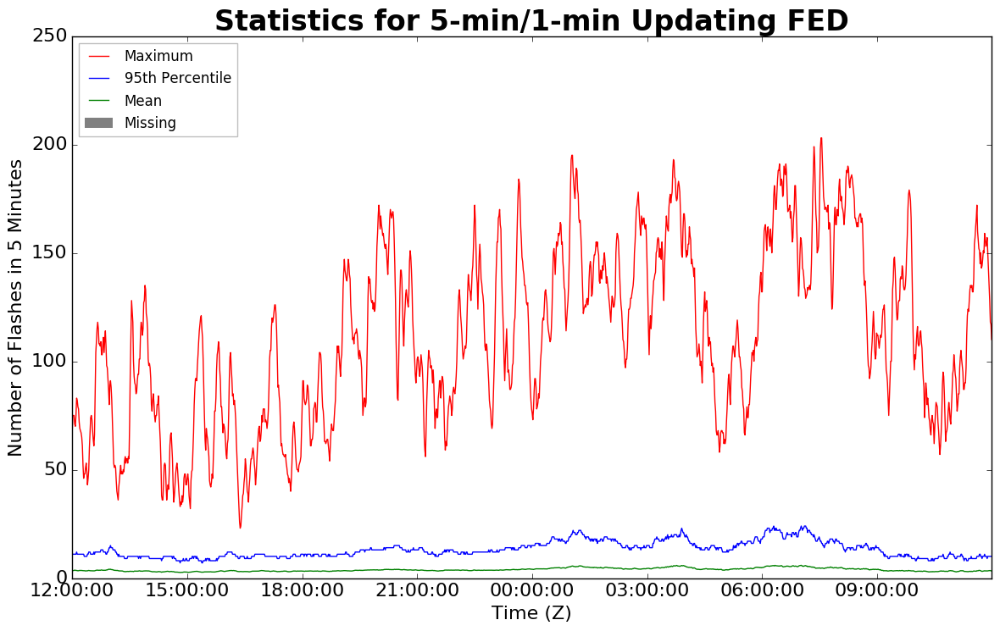 Statistics for 5-min/1-min Updating FED
250
200
150
100
50
0
Number of Flashes in 5 Minutes
Maximum
95th Percentile
Mean
Missing
12:00:00 15:00:00 18:00:00 21:00:00 00:00:00 03:00:00 06:00:00 09:00:00
Time (Z)